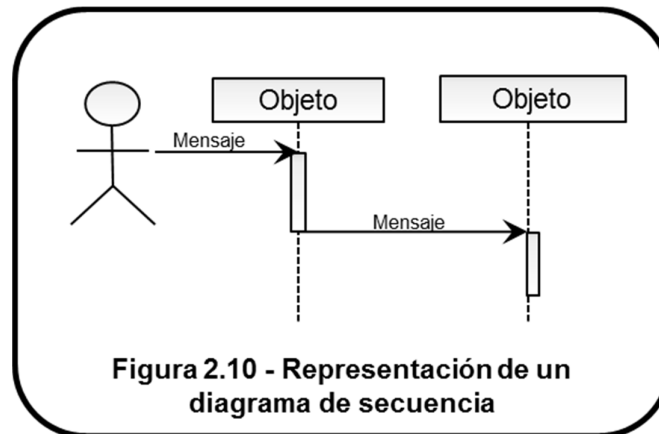 Objeto
Objeto
Mensaje
Mensaje
Figura 2.10 - Representación de un
diagrama de secuencia